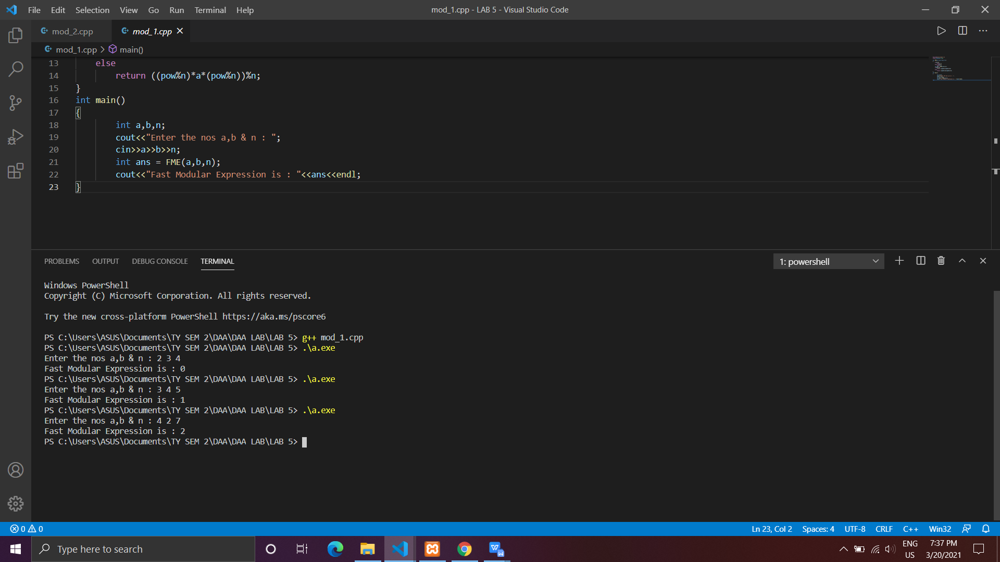 File Edit Selection View Go Run Terminal Help
mod_1.cpp - LAB 5 - Visual Studio Code
mod_2.cpp
mod_1.cpp
mod_1.cpp > main()
13 else
14 return ((pow%n)*a*(pow%n))%n;
15 }
16 int main()
17 {
18 int a,b,n;
19 cout<<"Enter the nos a,b & n : ";
20 cin>>a>>b>>n;
21 int ans = FME(a,b,n);
22 cout<<"Fast Modular Expression is : "<<ans<<endl;
23 }
PROBLEMS OUTPUT DEBUG CONSOLE TERMINAL
1: powershell
Windows PowerShell
Copyright (C) Microsoft Corporation. All rights reserved.
Try the new cross-platform PowerShell https://aka.ms/pscore6
PS C:\Users\ASUS\Documents\TY SEM 2\DAA\DAA LAB\LAB 5> g++ mod_1.cpp
PS C:\Users\ASUS\Documents\TY SEM 2\DAA\DAA LAB\LAB 5> .\a.exe
Enter the nos a,b & n : 2 3 4
Fast Modular Expression is : 0
PS C:\Users\ASUS\Documents\TY SEM 2\DAA\DAA LAB\LAB 5> .\a.exe
Enter the nos a,b & n : 3 4 5
Fast Modular Expression is : 1
PS C:\Users\ASUS\Documents\TY SEM 2\DAA\DAA LAB\LAB 5> .\a.exe
Enter the nos a,b & n : 4 2 7
Fast Modular Expression is : 2
PS C:\Users\ASUS\Documents\TY SEM 2\DAA\DAA LAB\LAB 5>
0 0
Ln 23, Col 2 Spaces: 4 UTF-8 CRLF C++ Win32
Type here to search
ENG
US
7:37 PM
3/20/2021